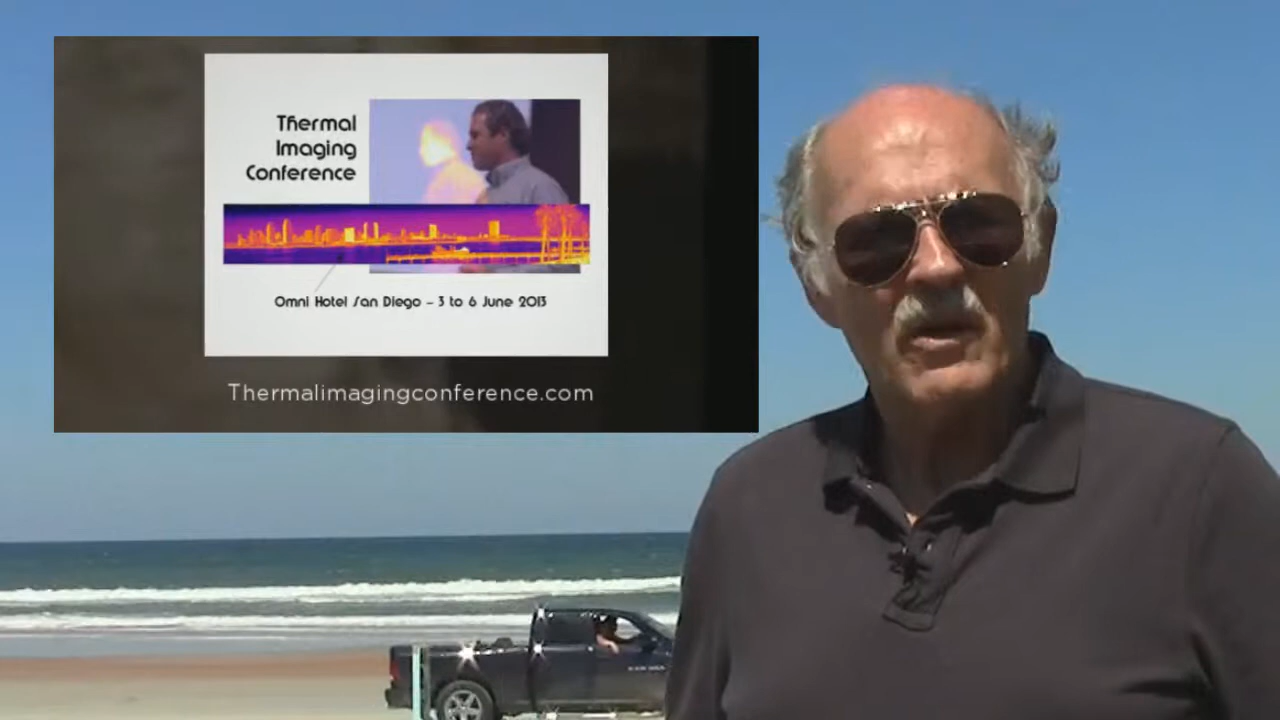 Thermal
Imaging
Conference
Omni Hotel San Diego – 3 to 6 June 2013
Thermalimagingconference.com